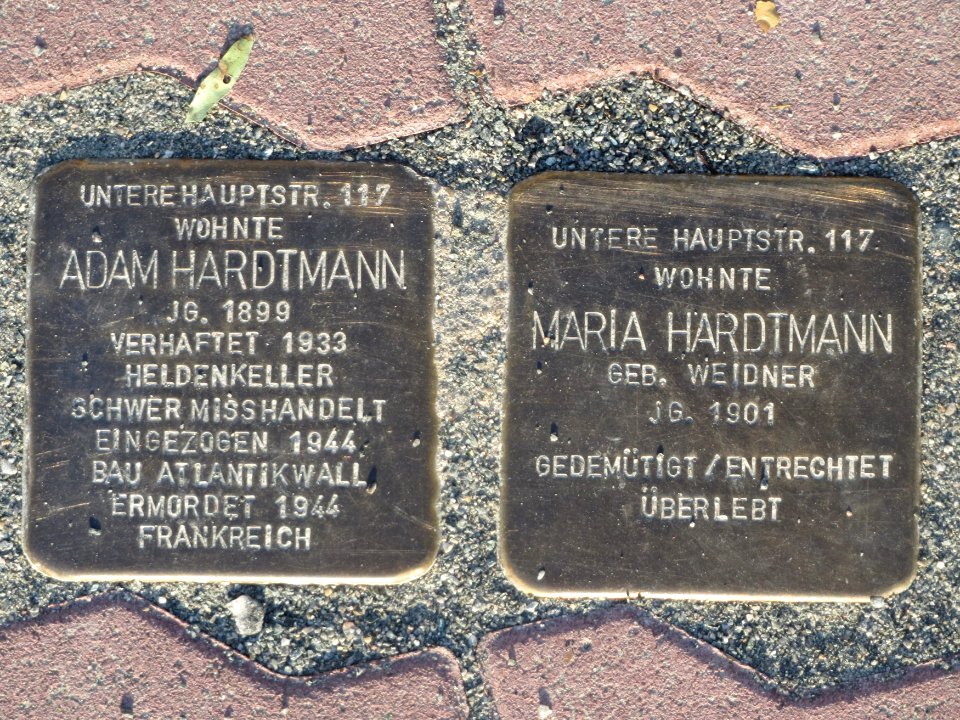 UNTERE HAUPTSTR. 117
WOHNTE
ADAM HARDTMANN
JG. 1899
VERHAFTET 1933
HELDENKELLER
SCHWER MISSHANDELT
EINGEZOGEN 1944
BAU ATLANTIKWALL
ERMORDET 1944
FRANKREICH
UNTERE HAUPTSTR. 117
WOHNTE
MARIA HARDTMANN
GEB. WEIDNER
JG. 1901
GEDEMÜTIGT/ENTRECHTET
ÜBERLEBT